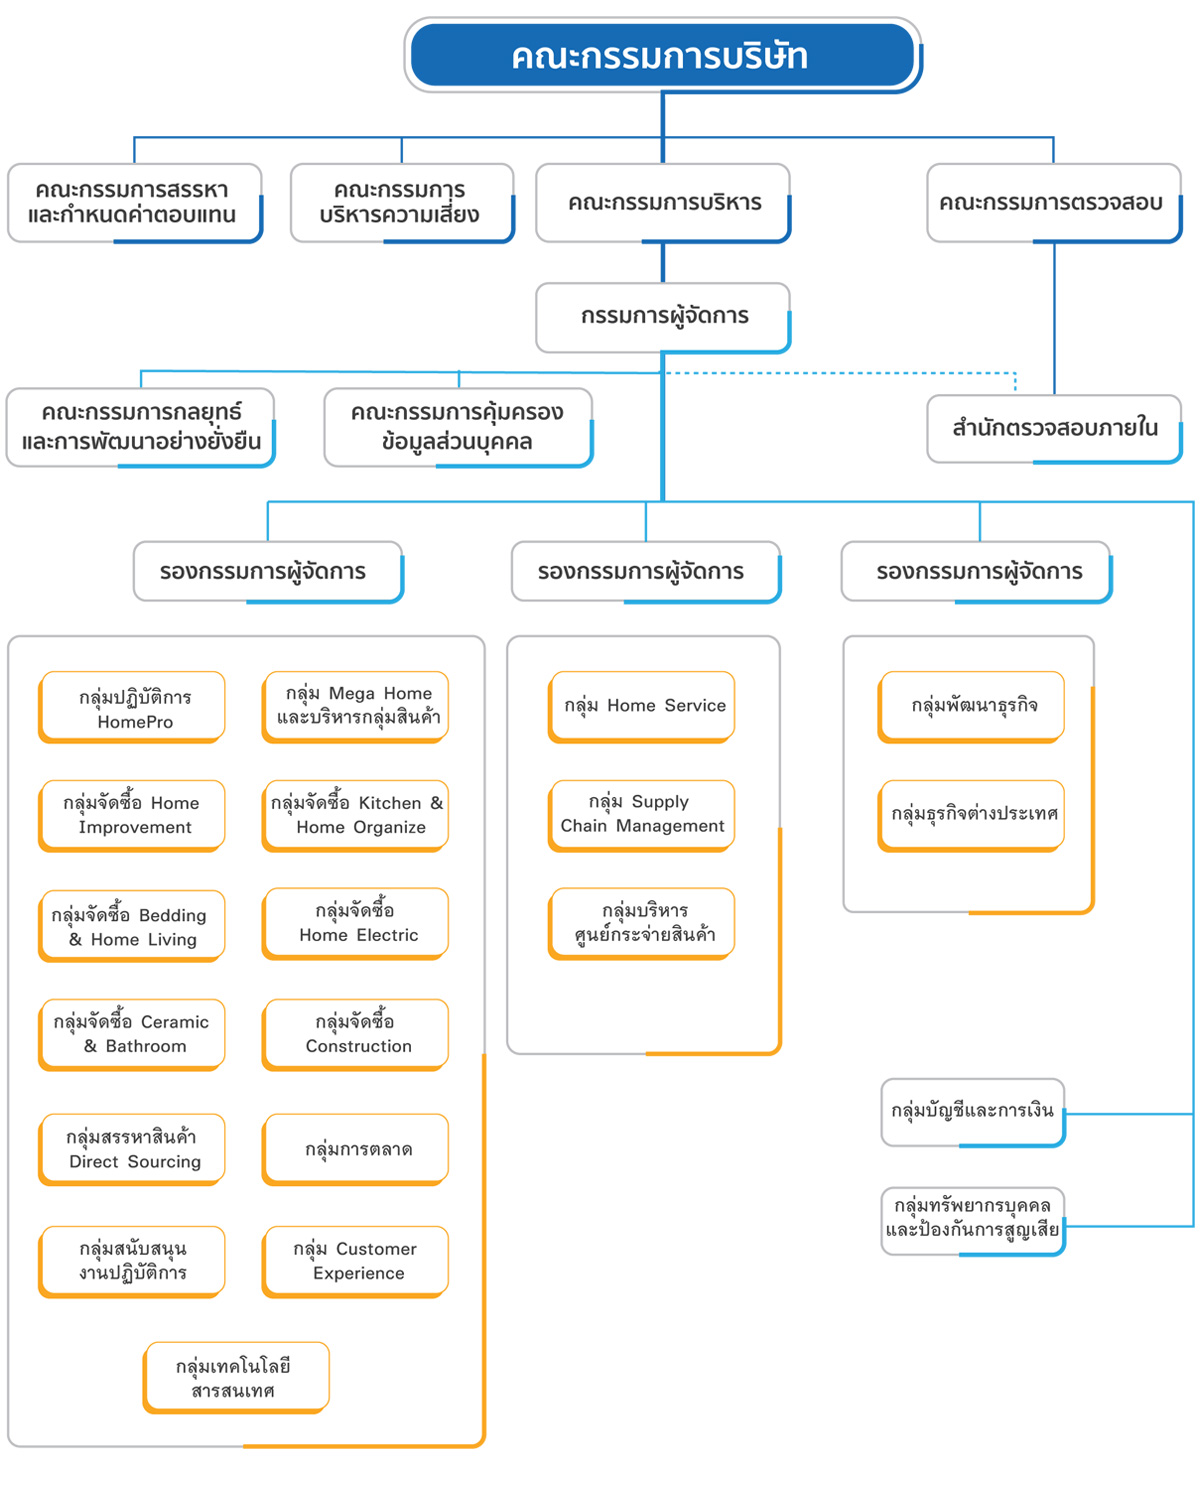 คณะกรรมการบริษัท
คณะกรรมการสรรหา
และกำหนดค่าตอบแทน
คณะกรรมการ
บริหารความเสี่ยง
คณะกรรมการบริหาร
คณะกรรมการตรวจสอบ
กรรมการผู้จัดการ
คณะกรรมการกลยุทธ์
และการพัฒนาอย่างยั่งยืน
คณะกรรมการคุ้มครอง
ข้อมูลส่วนบุคคล
สำนักตรวจสอบภายใน
รองกรรมการผู้จัดการ
รองกรรมการผู้จัดการ
รองกรรมการผู้จัดการ
กลุ่มปฏิบัติการ
HomePro
กลุ่ม Mega Home
และบริหารกลุ่มสินค้า
กลุ่มจัดซื้อ Home
Improvement
กลุ่มจัดซื้อ Kitchen &
Home Organize
กลุ่มจัดซื้อ Bedding
& Home Living
กลุ่มจัดซื้อ
Home Electric
กลุ่มจัดซื้อ Ceramic
& Bathroom
กลุ่มจัดซื้อ
Construction
กลุ่มสรรหาสินค้า
Direct Sourcing
กลุ่มการตลาด
กลุ่มสนับสนุน
งานปฏิบัติการ
กลุ่ม Customer
Experience
กลุ่มเทคโนโลยี
สารสนเทศ
กลุ่ม Home Service
กลุ่ม Supply
Chain Management
กลุ่มบริหาร
ศูนย์กระจ่ายสินค้า
กลุ่มพัฒนาธุรกิจ
กลุ่มธุรกิจต่างประเทศ
กลุ่มบัญชีและการเงิน
กลุ่มทรัพยากรบุคคล
และป้องกันการสูญเสีย